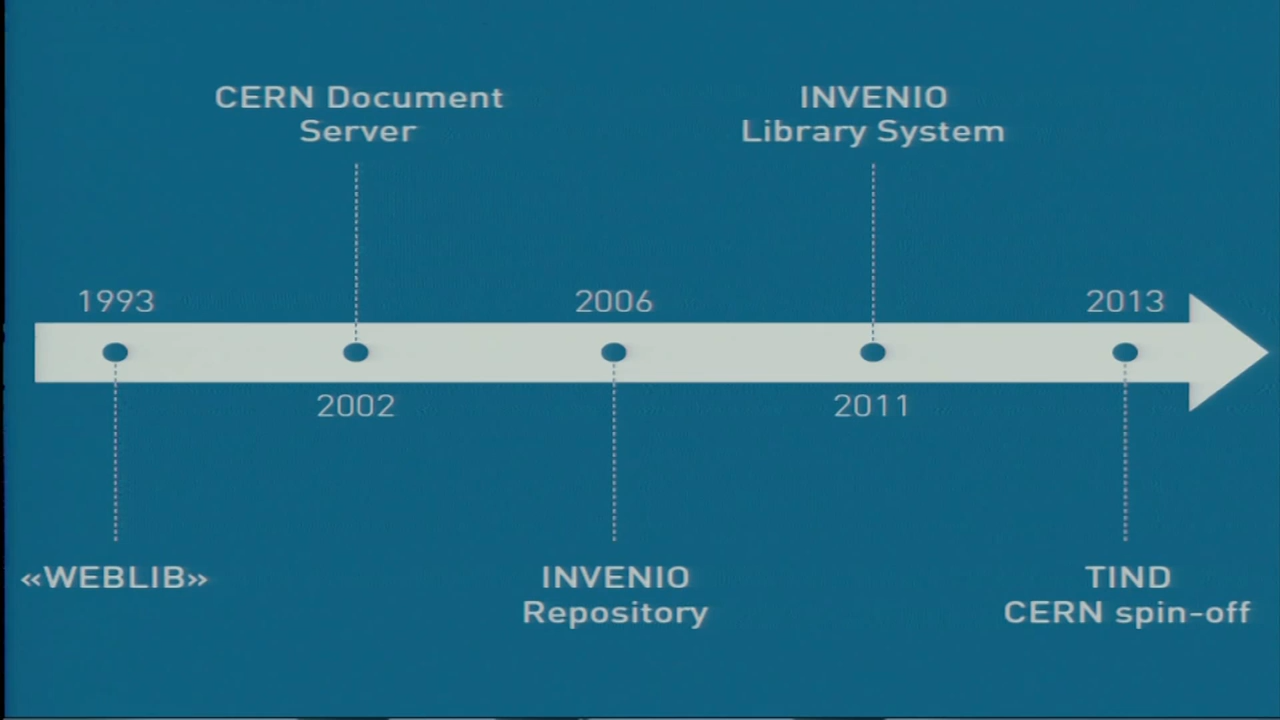 CERN Document
Server
INVENIO
Library System
1993
2006
2013
2002
2011
«WEBLIB»
INVENIO
Repository
TIND
CERN spin-off